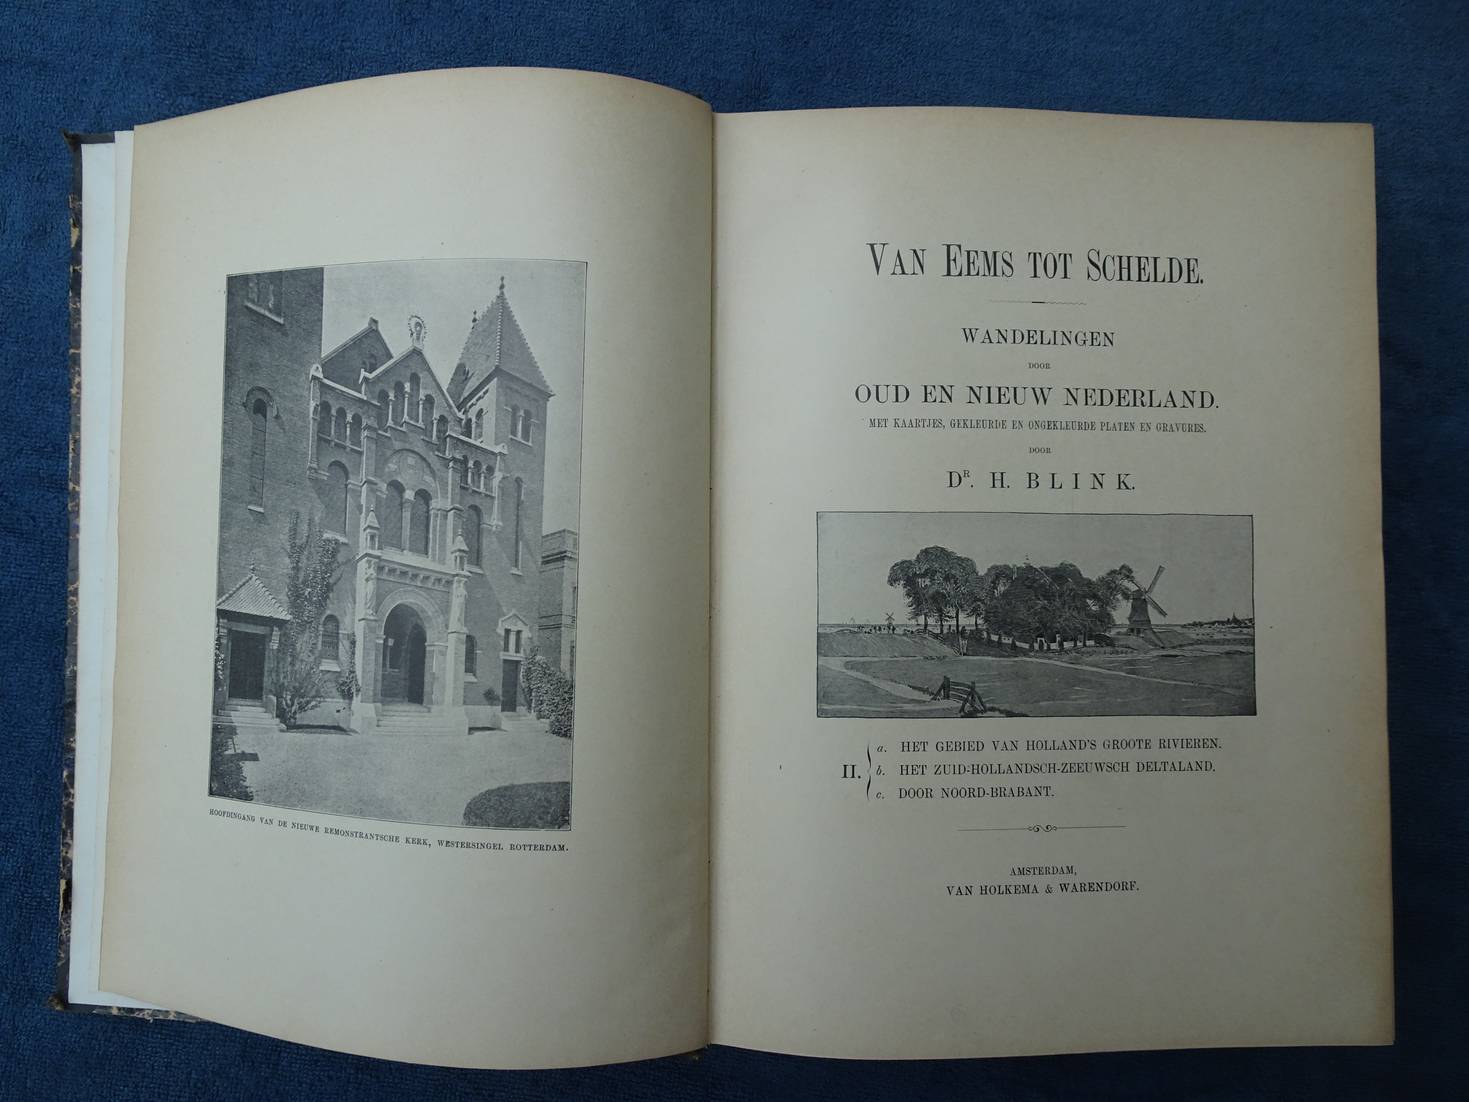 HOOFDINGANG VAN DE NIEUWE REMONSTRANTSCHE KERK, WESTERSINGEL ROTTERDAM.
VAN EEMS TOT SCHELDE.
WANDELINGEN
DOOR
OUD EN NIEUW NEDERLAND.
MET KAARTJES, GEKLEURDE EN ONGEKLEURDE PLATEN EN GRAVURES.
DOOR
DR. H. BLINK.
a. HET GEBIED VAN HOLLAND'S GROOTE RIVIEREN.
II. b. HET ZUID-HOLLANDSCH-ZEEUWSCH DELTALAND.
c. DOOR NOORD-BRABANT.
AMSTERDAM,
VAN HOLKEMA & WARENDORF.